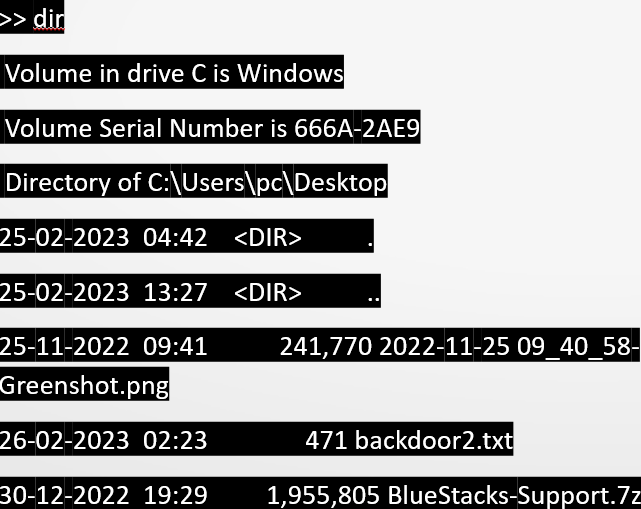 >> dir
Volume in drive C is Windows
Volume Serial Number is 666A-2AE9
Directory of C:\Users\pc\Desktop
25-02-2023  04:42    <DIR>          .
25-02-2023  13:27    <DIR>          ..
25-11-2022  09:41           241,770 2022-11-25 09_40_58-
Greenshot.png
26-02-2023  02:23               471 backdoor2.txt
30-12-2022  19:29         1,955,805 BlueStacks-Support.7z